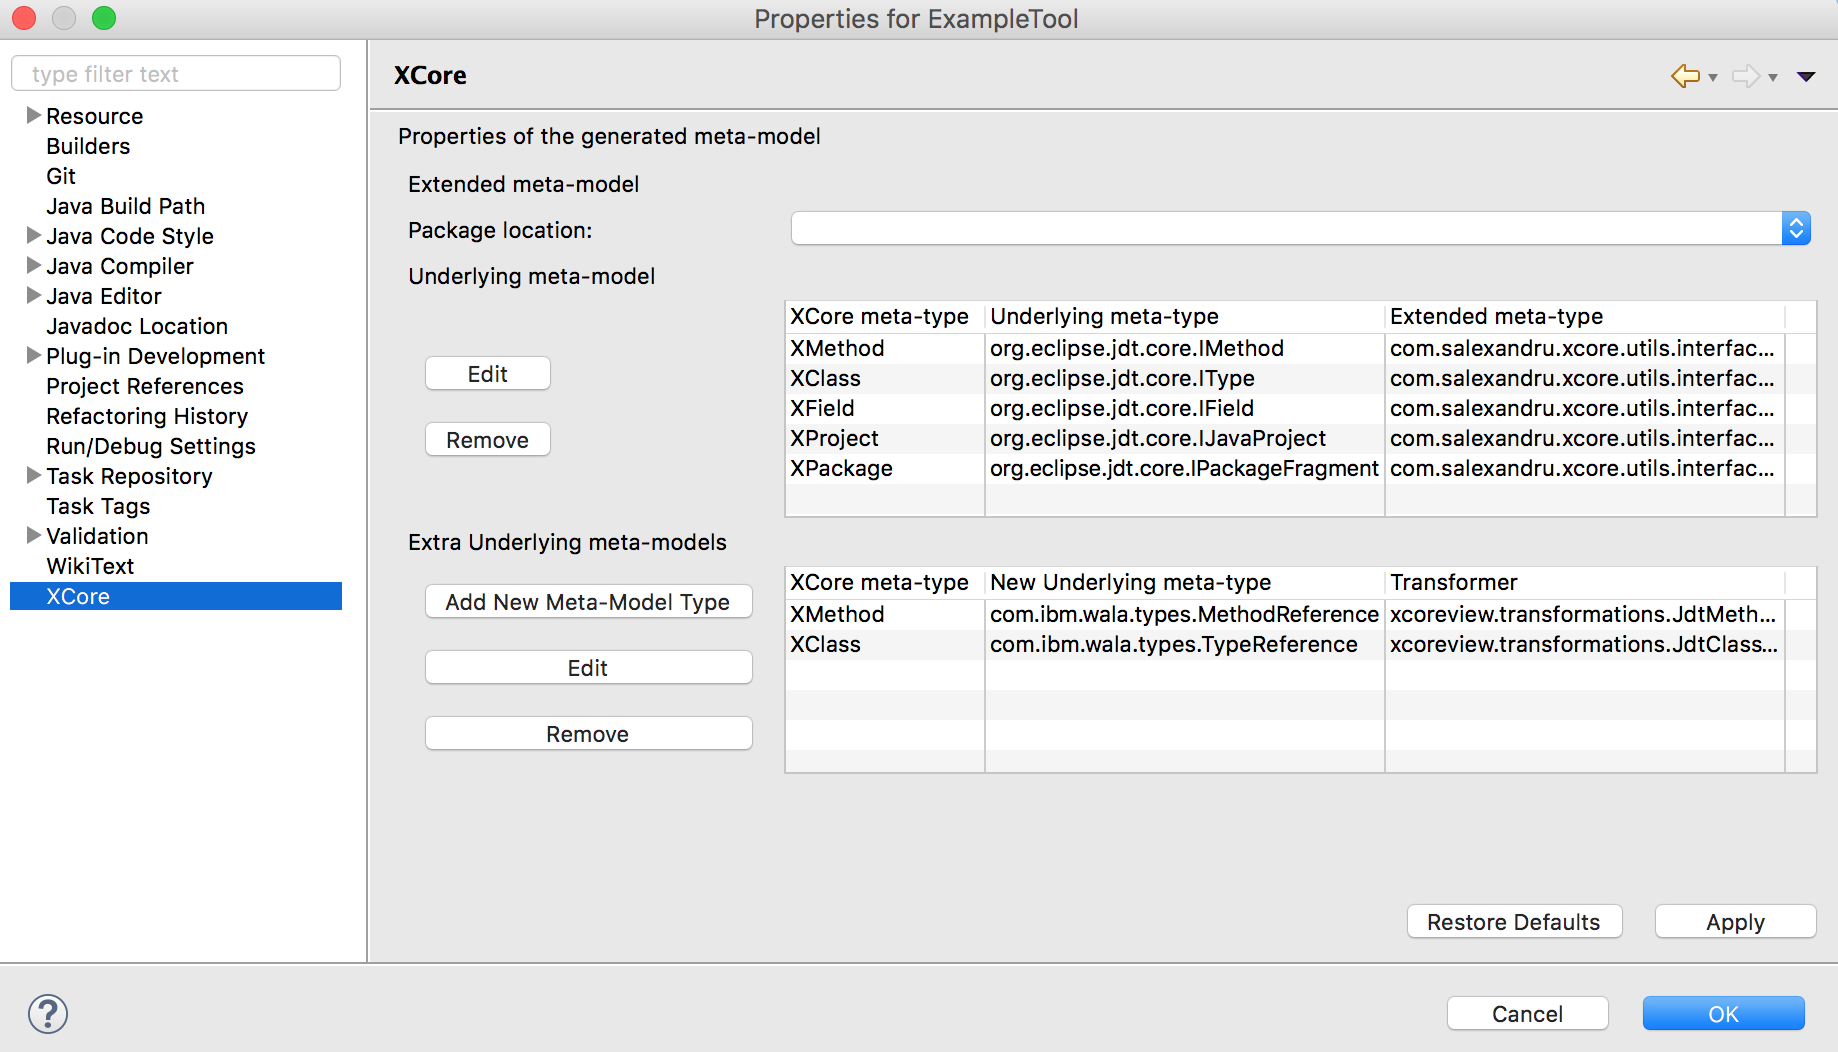 Properties for ExampleTool
type filter text
Resource
Builders
Git
Java Build Path
Java Code Style
Java Compiler
Java Editor
Javadoc Location
Plug-in Development
Project References
Refactoring History
Run/Debug Settings
Task Repository
Task Tags
Validation
WikiText
XCore
XCore
Properties of the generated meta-model
Extended meta-model
Package location:
Underlying meta-model
Edit
Remove
XCore meta-type Underlying meta-type Extended meta-type
XMethod org.eclipse.jdt.core.IMethod com.salexandru.xcore.utils.interfac...
XClass org.eclipse.jdt.core.IType com.salexandru.xcore.utils.interfac...
XField org.eclipse.jdt.core.IField com.salexandru.xcore.utils.interfac...
XProject org.eclipse.jdt.core.IJavaProject com.salexandru.xcore.utils.interfac...
XPackage org.eclipse.jdt.core.IPackageFragment com.salexandru.xcore.utils.interfac...
Extra Underlying meta-models
Add New Meta-Model Type
Edit
Remove
XCore meta-type New Underlying meta-type Transformer
XMethod com.ibm.wala.types.MethodReference xcoreview.transformations.JdtMeth...
XClass com.ibm.wala.types.TypeReference xcoreview.transformations.JdtClass...
Restore Defaults Apply
? Cancel OK